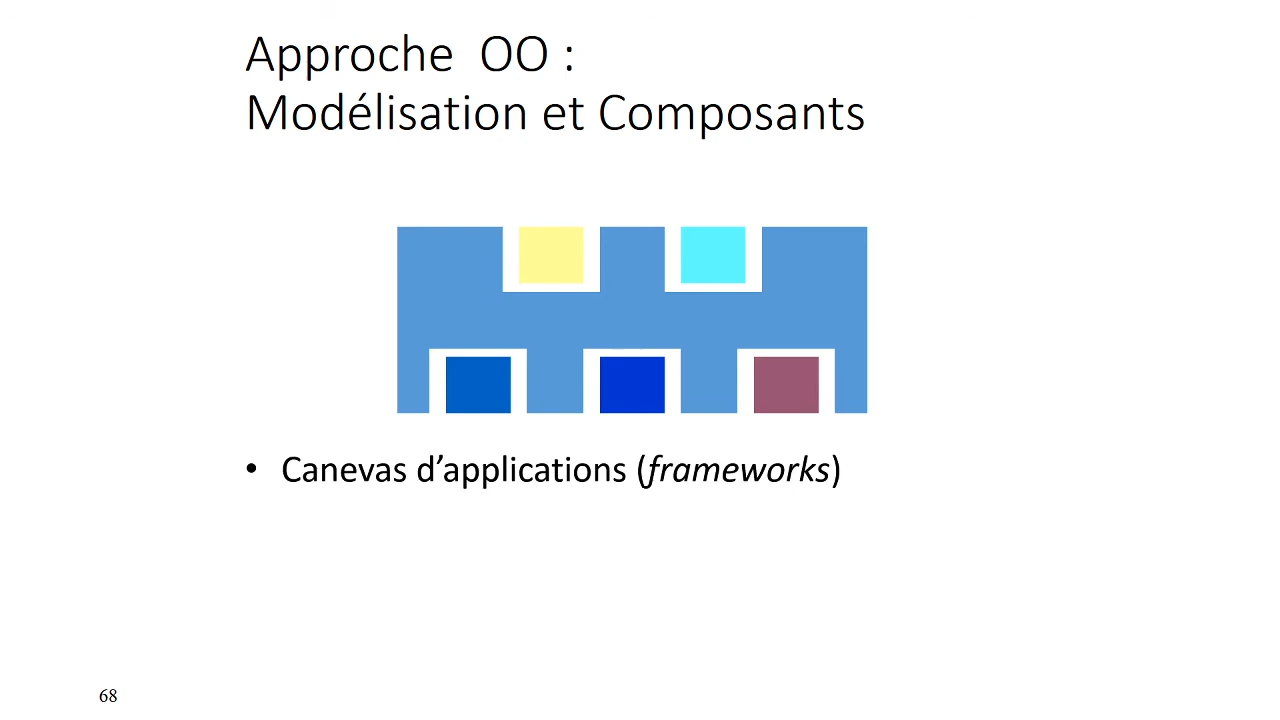 Approche OO :
Modélisation et Composants
• Canevas d’applications (frameworks)
68